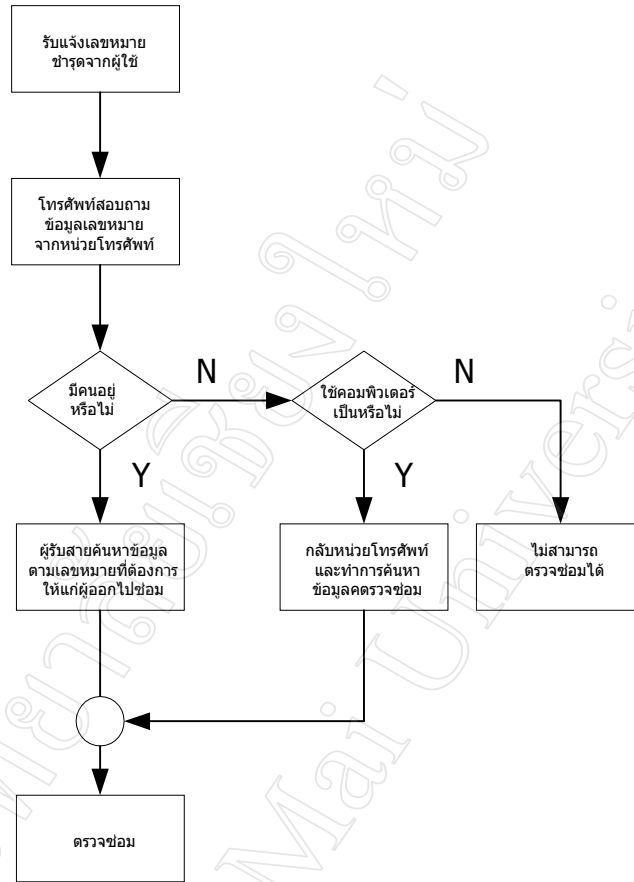 รับแจ้งเลขหมาย
ชำรุดจากผู้ใช้
โทรศัพท์สอบถาม
ข้อมูลเลขหมาย
จากหน่วยโทรศัพท์
มีคนอยู่
หรือไม่
N
ใช้คอมพิวเตอร์
เป็นหรือไม่
N
Y
Y
ผู้รับสายค้นหาข้อมูล
ตามเลขหมายที่ต้องการ
ให้แก่ผู้ออกไปซ่อม
กลับหน่วยโทรศัพท์
และทำการค้นหา
ข้อมูลคตรวจซ่อม
ไม่สามารถ
ตรวจซ่อมได้
ตรวจซ่อม